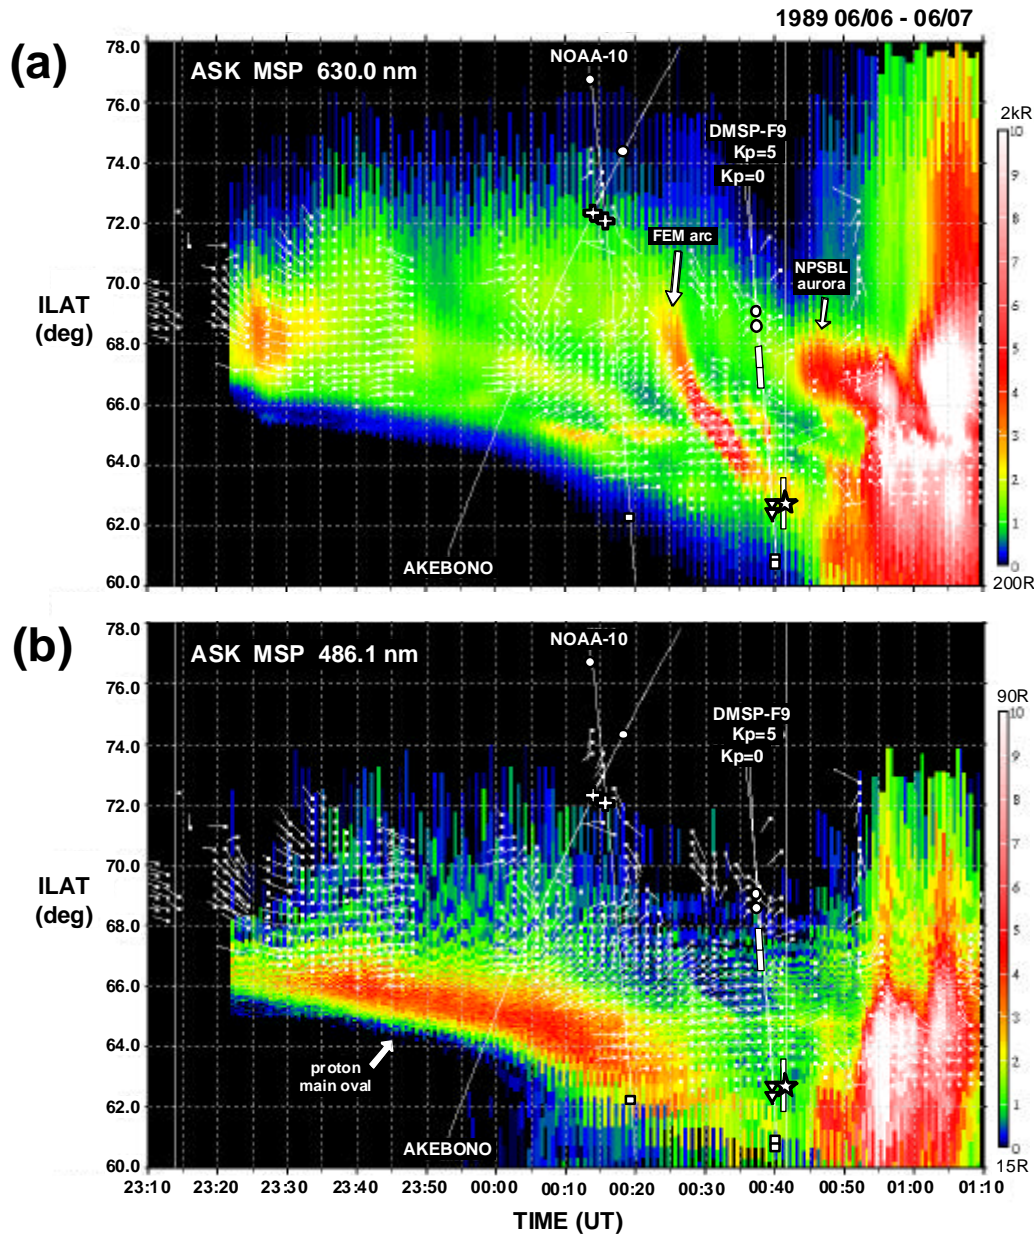 1989 06/06 - 06/07
(a)
ASK MSP 630.0 nm
NOAA-10
DMSP-F9
Kp=5
Kp=0
FEM arc
NPSBL
aurora
AKEBONO
ILAT
(deg)
78.0
76.0
74.0
72.0
70.0
68.0
66.0
64.0
62.0
60.0
2kR
10
9
8
7
6
5
4
3
2
1
0
200R
(b)
ASK MSP 486.1 nm
NOAA-10
DMSP-F9
Kp=5
Kp=0
proton
main oval
AKEBONO
ILAT
(deg)
78.0
76.0
74.0
72.0
70.0
68.0
66.0
64.0
62.0
60.0
90R
10
9
8
7
6
5
4
3
2
1
0
15R
23:10 23:20 23:30 23:40 23:50 00:00 00:10 00:20 00:30 00:40 00:50 01:00 01:10
TIME (UT)